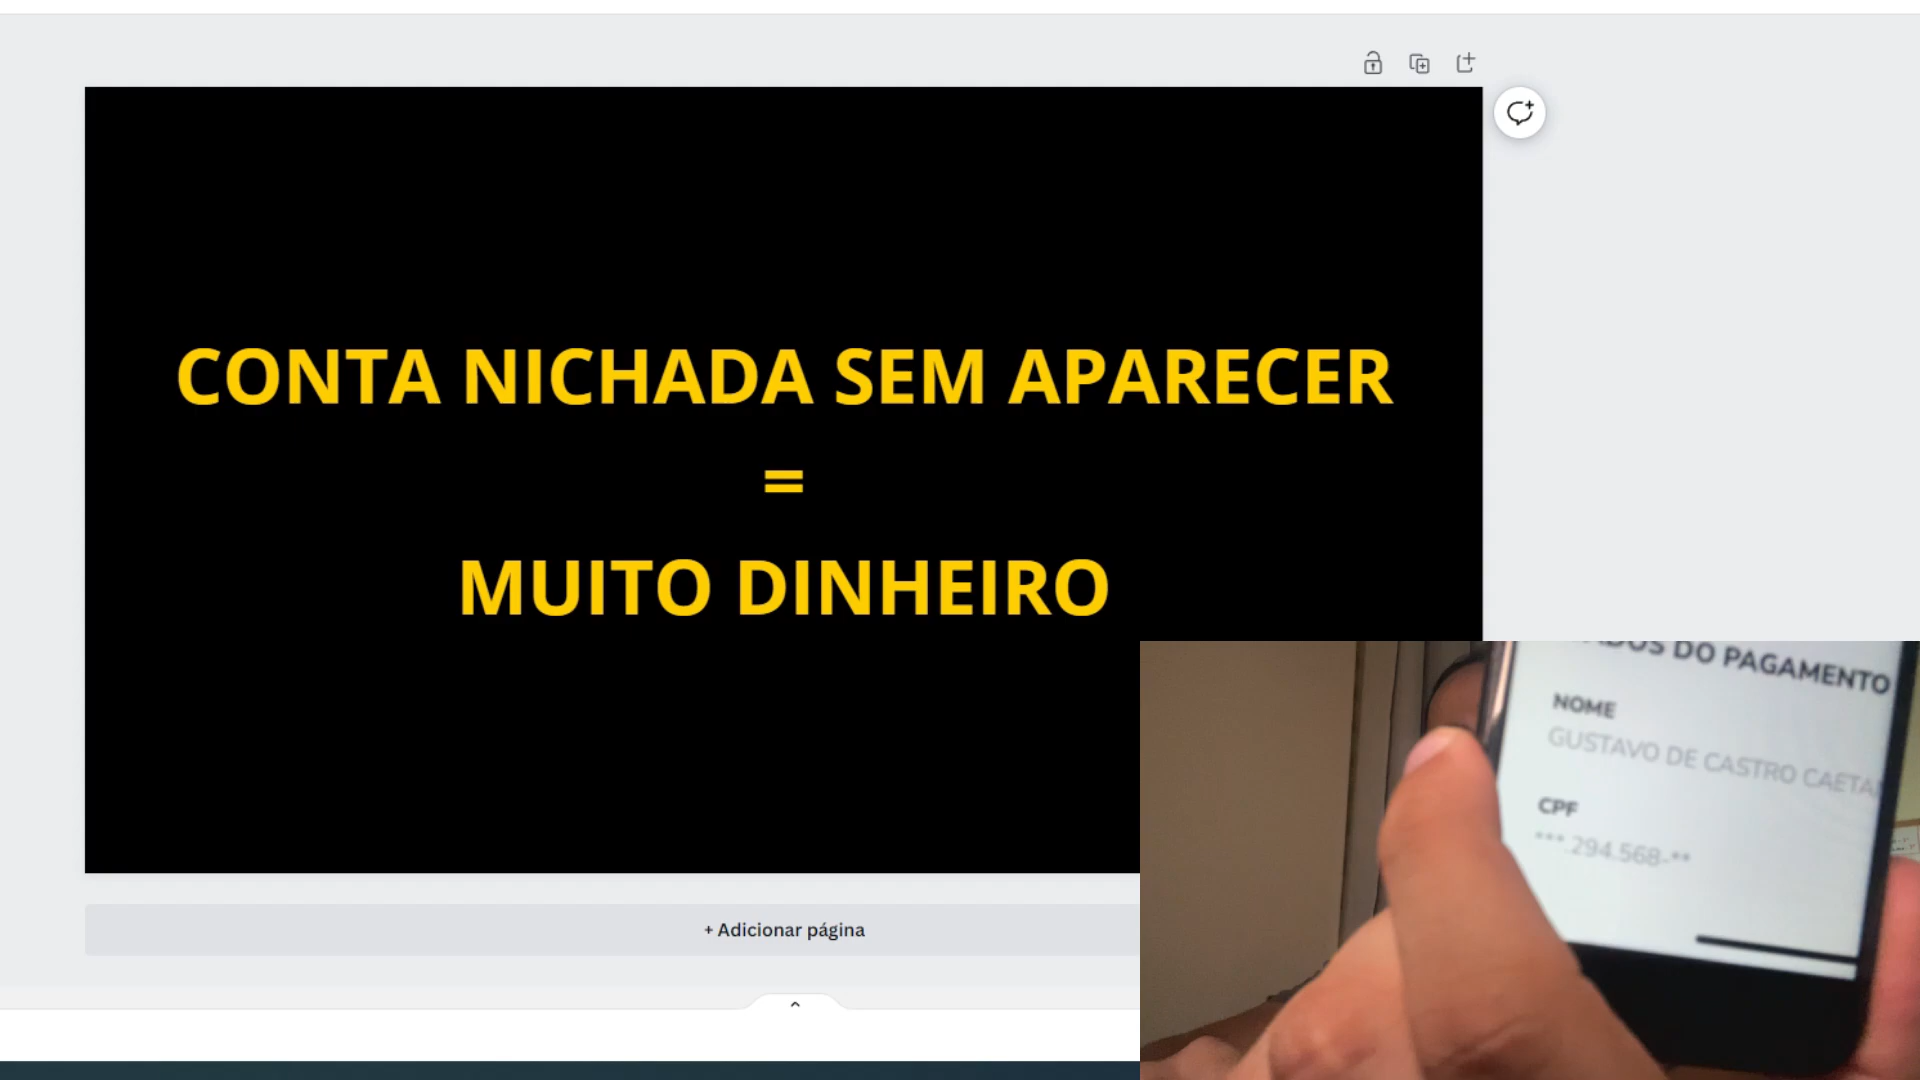 CONTA NICHADA SEM APARECER
=
MUITO DINHEIRO
+ Adicionar página
DO PAGAMENTO
NOME
GUSTAVO DE CASTRO
CPF
***.294.568-**